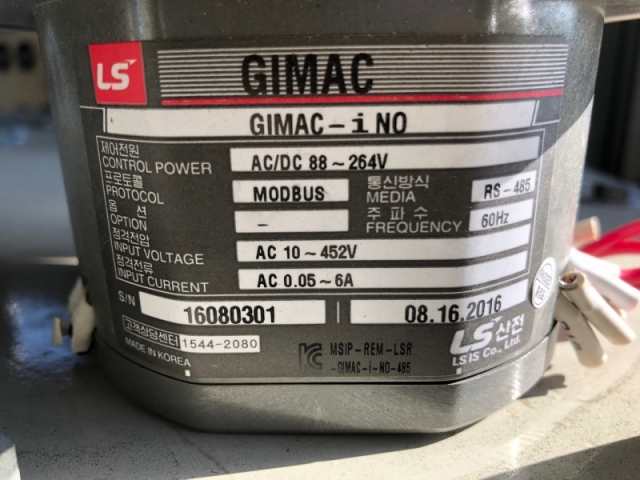 LS GIMAC
GIMAC-i NO
제어전원
CONTROL POWER AC/DC 88~264V
프로토콜 통신방식
PROTOCOL MODBUS MEDIA RS-485
옵 션 주 파 수
OPTION - FREQUENCY 60Hz
정격전압
INPUT VOLTAGE AC 10~452V
정격전류
INPUT CURRENT AC 0.05~6A
S/N 16080301 08.16.2016
고객상담센터 1544-2080
MADE IN KOREA
MSIP-REM-LSR
-GIMAC-i-NO-485
LS 산전
LSIS Co., Ltd.